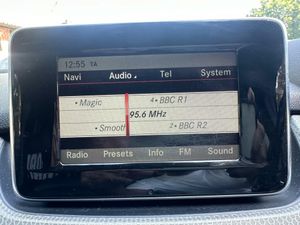 12:55 TA
Navi Audio Tel System
• Magic 4• BBC R1
95.6 MHz
• Smooth 2• BBC R2
Radio Presets Info FM Sound